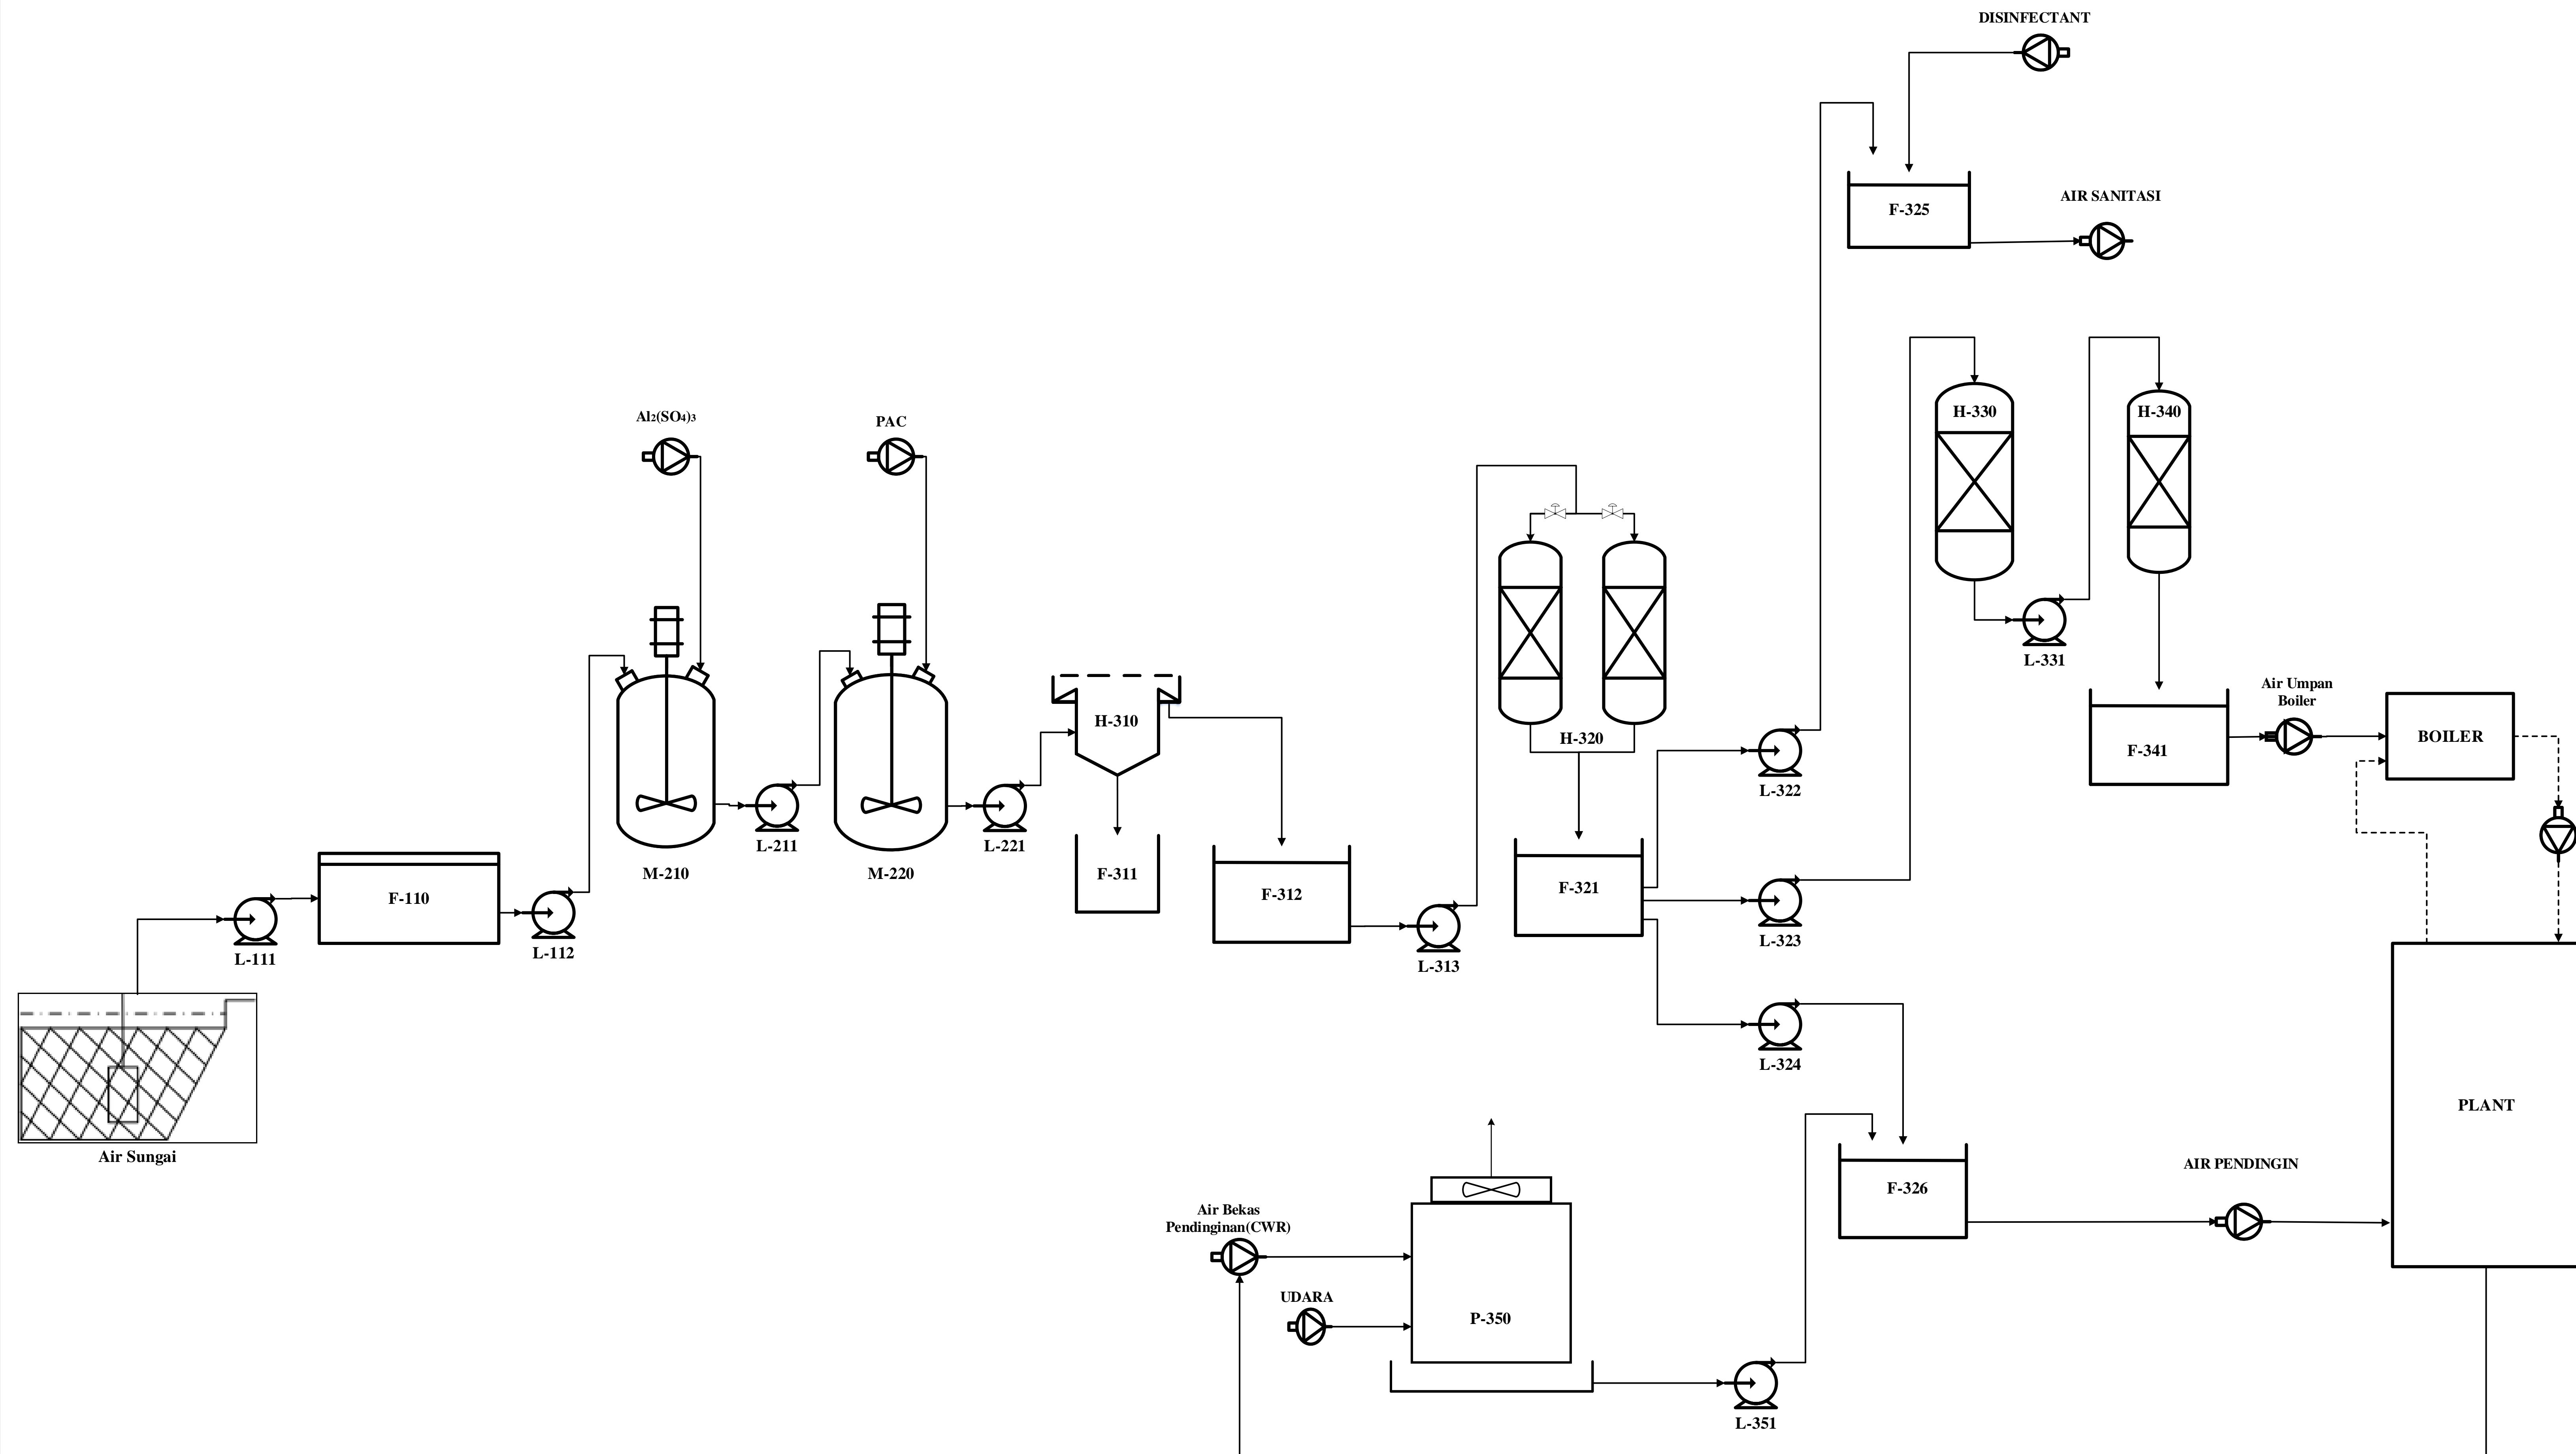 DISINFECTANT
AIR SANITASI
F-325
H-330
H-340
Al2(SO4)3
PAC
L-331
Air Umpan
Boiler
H-310
H-320
BOILER
F-341
L-322
L-211
L-221
M-210
M-220
F-311
F-312
F-321
F-110
L-111
L-112
L-313
L-323
L-324
PLANT
Air Sungai
AIR PENDINGIN
F-326
Air Bekas
Pendinginan(CWR)
UDARA
P-350
L-351